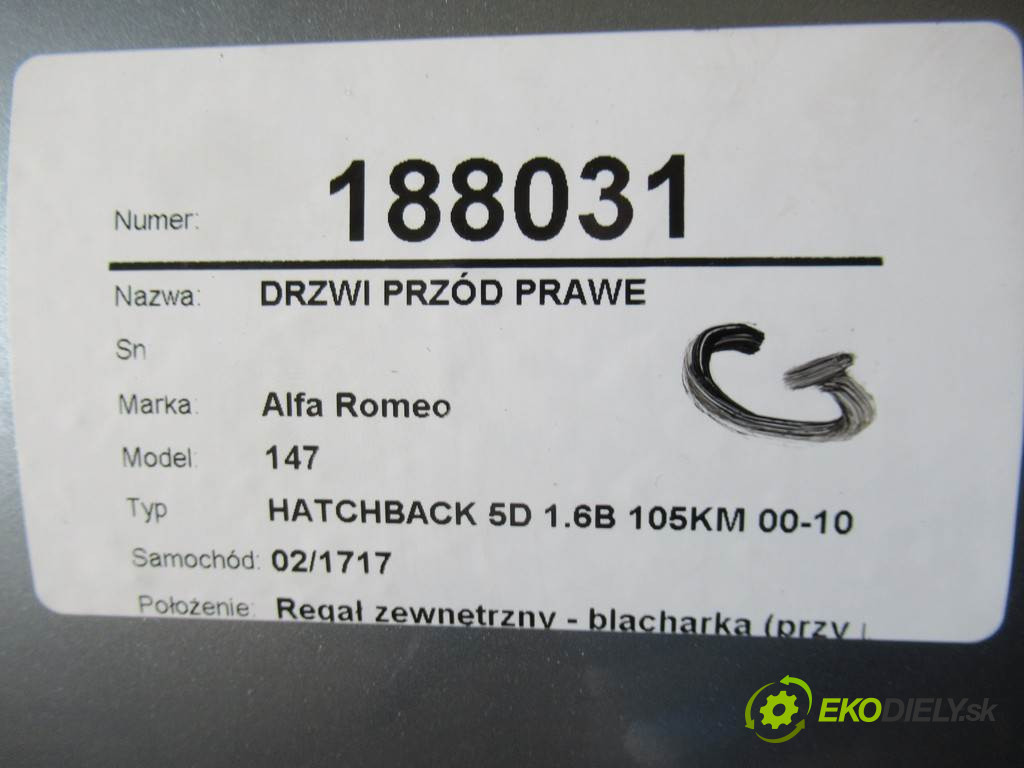 Numer: 188031
Nazwa: DRZWI PRZÓD PRAWE
Sn
Marka: Alfa Romeo
Model: 147
Typ HATCHBACK 5D 1.6B 105KM 00-10
Samochód: 02/1717
Położenie: Regał zewnętrzny - blacharka (przy
G
EKODIELY.sk